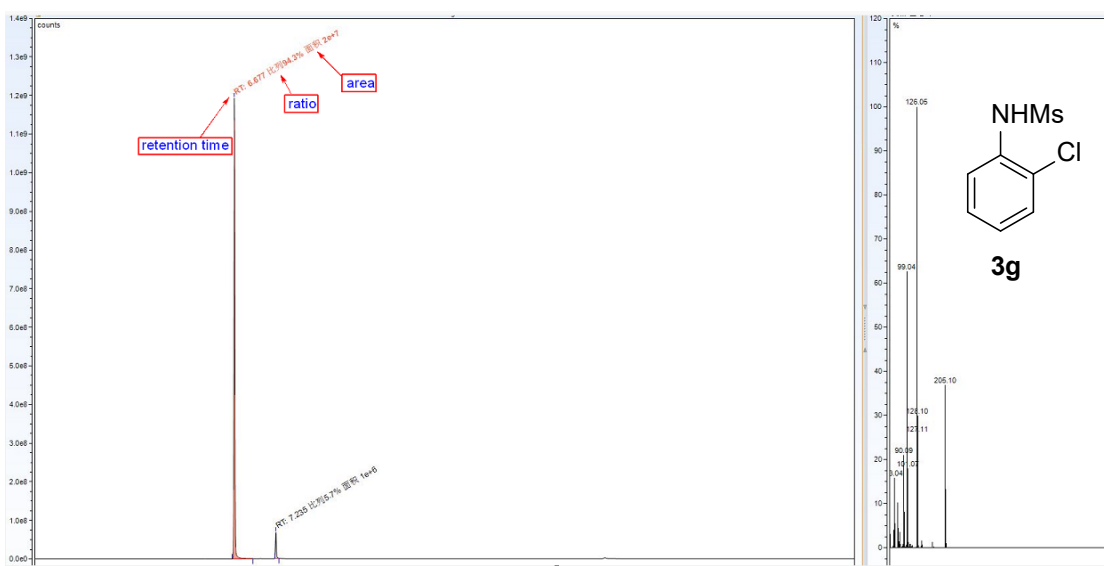 counts
1.4e9
1.3e9
1.2e9
1.1e9
1.0e9
9.0e8
8.0e8
7.0e8
6.0e8
5.0e8
4.0e8
3.0e8
2.0e8
1.0e8
0.0e0
RT: 6.677 比列94.3% 面积 2e+7
retention time
ratio
area
RT: 7.235 比列5.7% 面积 1e+6
%
120
110
100
90
80
70
60
50
40
30
20
10
0
126.05
99.04
205.10
128.10
127.11
90.09
101.07
3.04
NHMs
Cl
3g